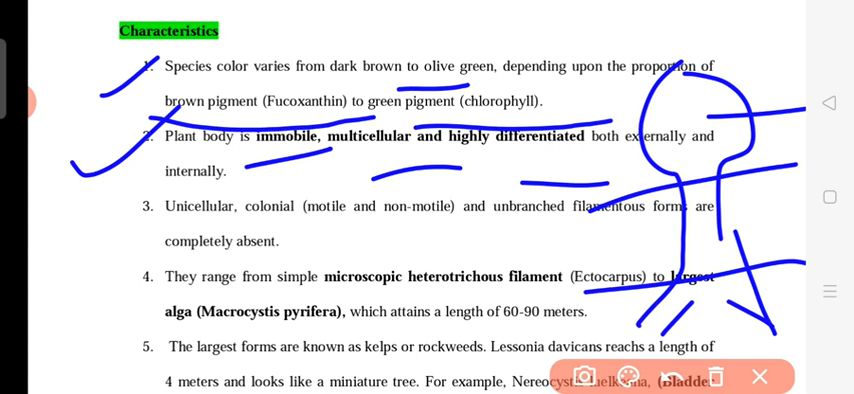 Characteristics
1. Species color varies from dark brown to olive green, depending upon the proportion of
brown pigment (Fucoxanthin) to green pigment (chlorophyll).
2. Plant body is immobile, multicellular and highly differentiated both externally and
internally.
3. Unicellular, colonial (motile and non-motile) and unbranched filamentous forms are
completely absent.
4. They range from simple microscopic heterotrichous filament (Ectocarpus) to largest
alga (Macrocystis pyrifera), which attains a length of 60-90 meters.
5. The largest forms are known as kelps or rockweeds. Lessonia davicans reachs a length of
4 meters and looks like a miniature tree. For example, (Bladder